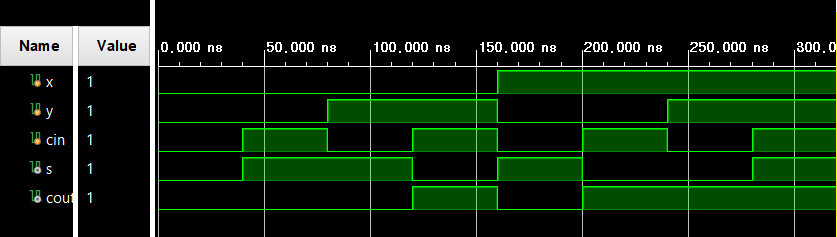 Name Value
0.000 ns 50.000 ns 100.000 ns 150.000 ns 200.000 ns 250.000 ns 300.0
x 1
y 1
cin 1
s 1
cout 1